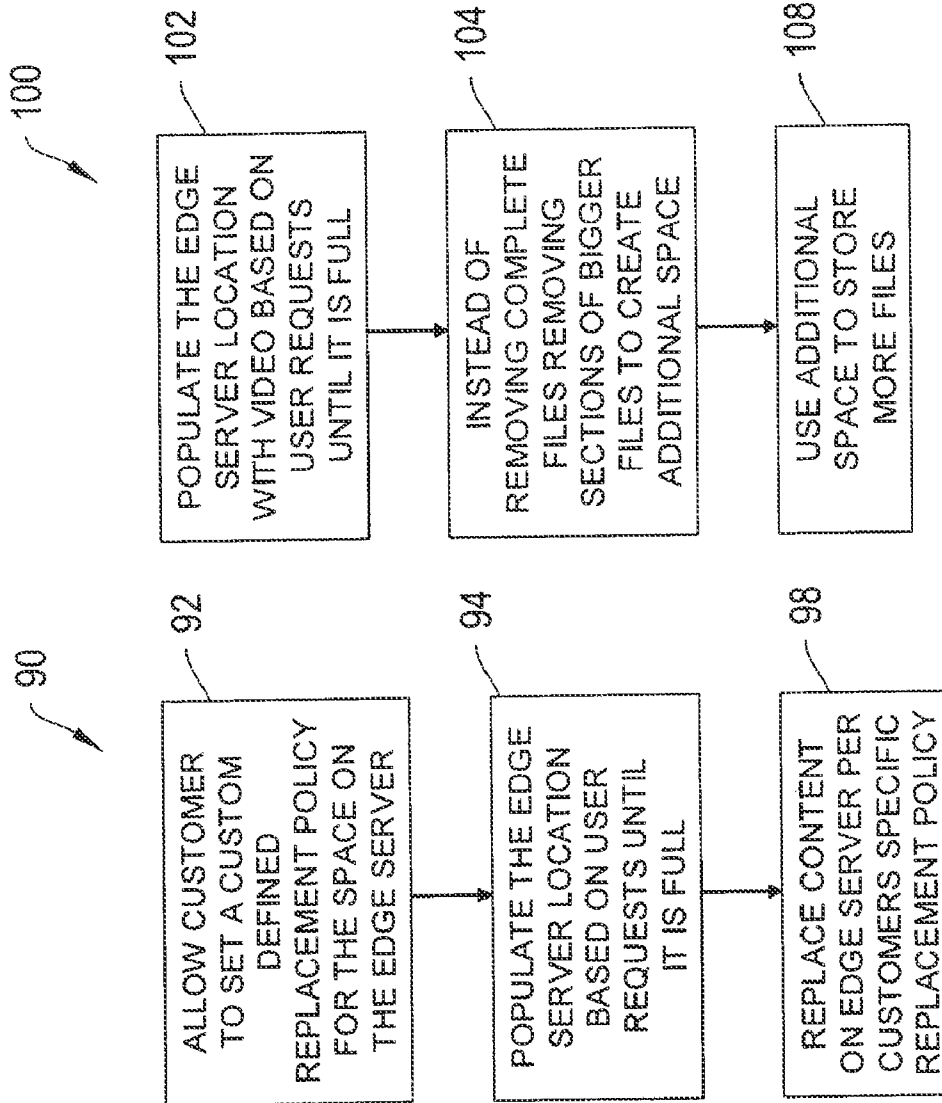 90
92
ALLOW CUSTOMER
TO SET A CUSTOM
DEFINED
REPLACEMENT POLICY
FOR THE SPACE ON
THE EDGE SERVER
94
POPULATE THE EDGE
SERVER LOCATION
BASED ON USER
REQUESTS UNTIL
IT IS FULL
98
REPLACE CONTENT
ON EDGE SERVER PER
CUSTOMERS SPECIFIC
REPLACEMENT POLICY
100
102
POPULATE THE EDGE
SERVER LOCATION
WITH VIDEO BASED ON
USER REQUESTS
UNTIL IT IS FULL
104
INSTEAD OF
REMOVING COMPLETE
FILES REMOVING
SECTIONS OF BIGGER
FILES TO CREATE
ADDITIONAL SPACE
108
USE ADDITIONAL
SPACE TO STORE
MORE FILES